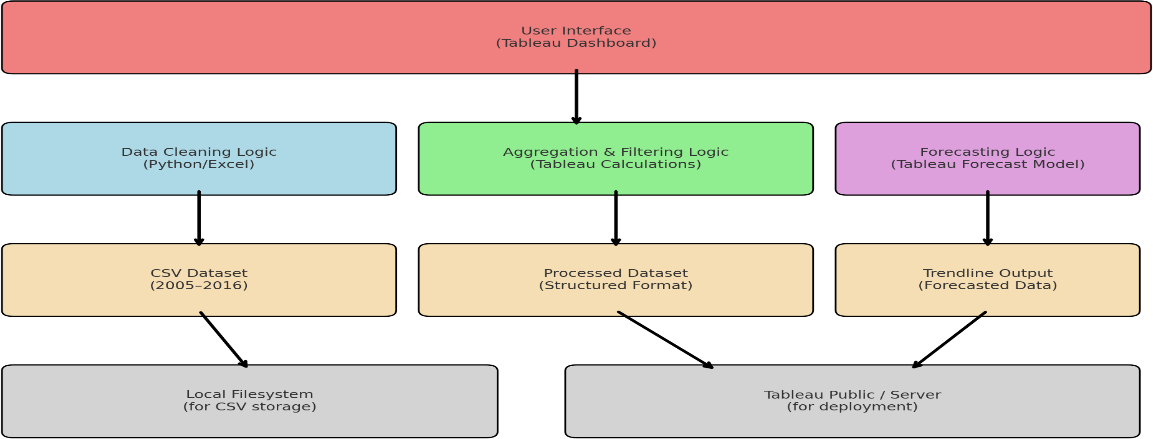 User Interface
(Tableau Dashboard)
Data Cleaning Logic
(Python/Excel)
Aggregation & Filtering Logic
(Tableau Calculations)
Forecasting Logic
(Tableau Forecast Model)
CSV Dataset
(2005–2016)
Processed Dataset
(Structured Format)
Trendline Output
(Forecasted Data)
Local Filesystem
(for CSV storage)
Tableau Public / Server
(for deployment)